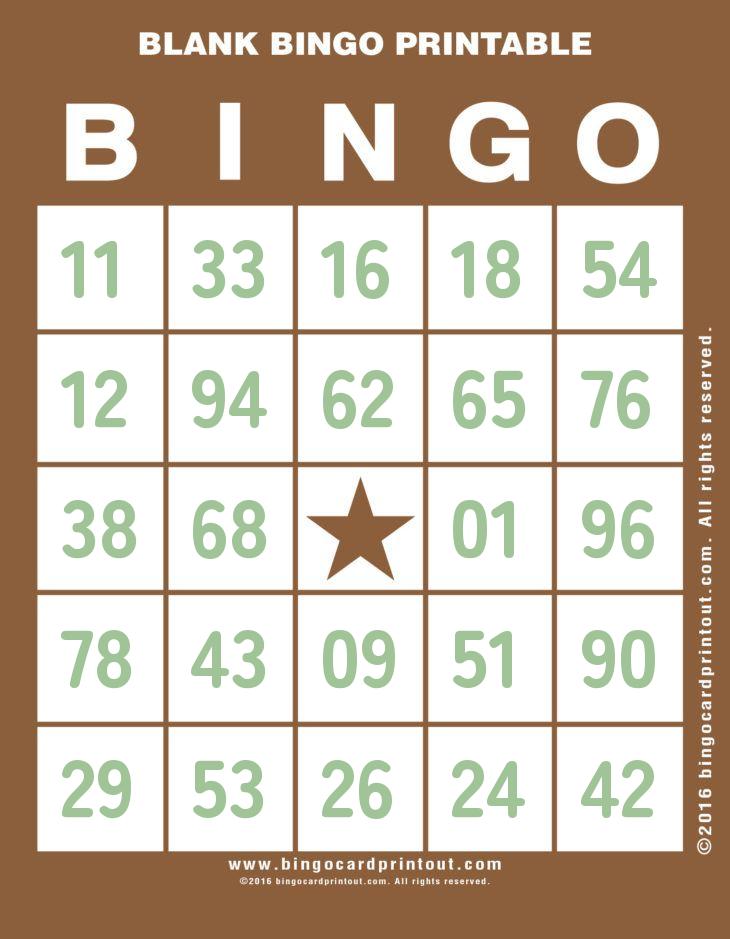 BLANK BINGO PRINTABLE
B I N G O
11 33 16 18 54
12 94 62 65 76
38 68 01 96
78 43 09 51 90
29 53 26 24 42
www.bingocardprintout.com
©2016 bingocardprintout.com. All rights reserved.
©2016 bingocardprintout.com. All rights reserved.